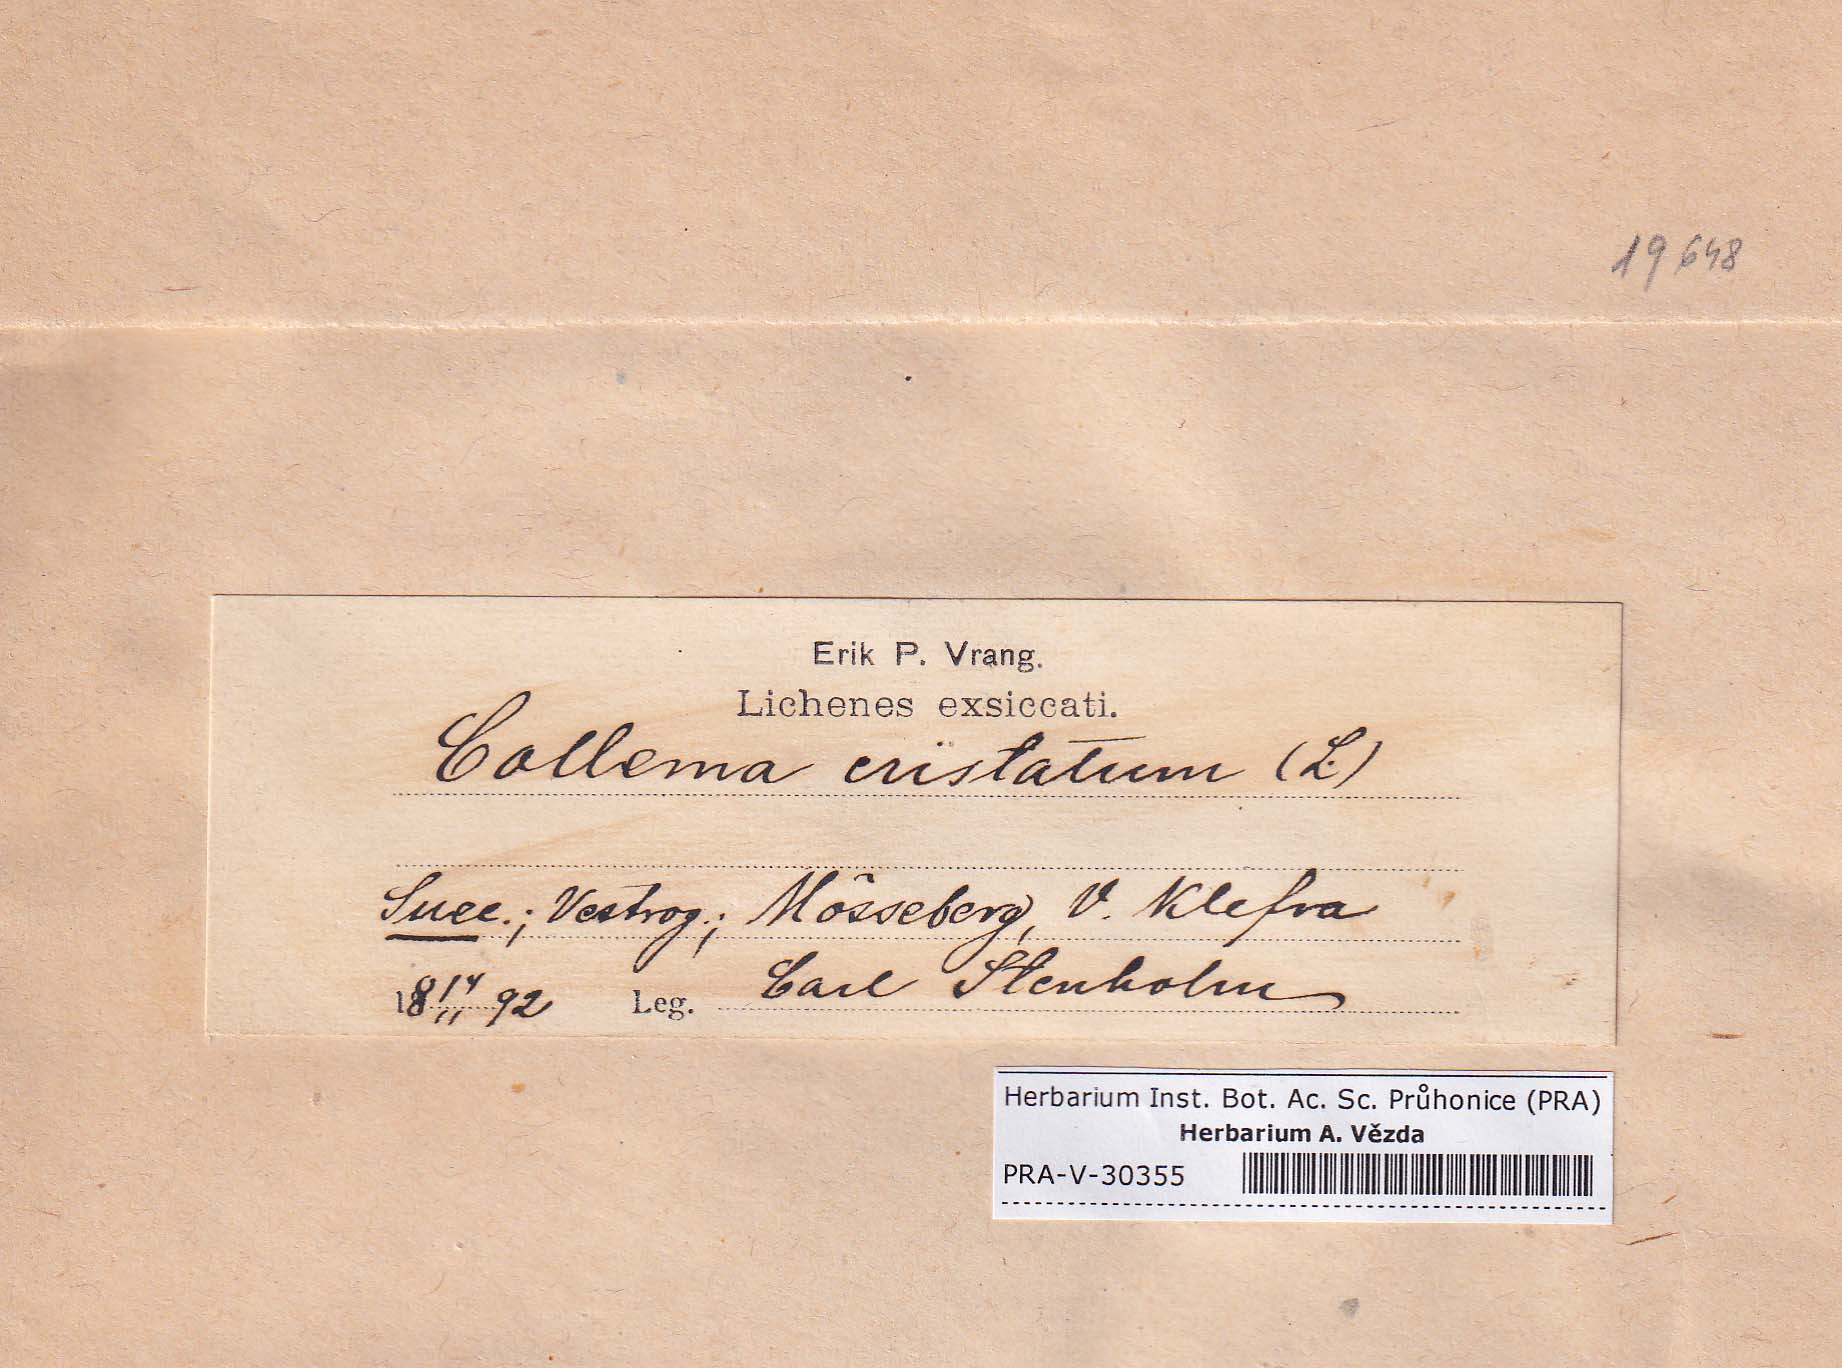 19648
Erik P. Vrang.
Lichenes exsiccati.
Collema cristatum (L.)
Suec.; Vestrog.; Mösseberg, V. Klefva
18 14/11 92 Leg. Carl Stenholm
Herbarium Inst. Bot. Ac. Sc. Průhonice (PRA)
Herbarium A. Vězda
PRA-V-30355